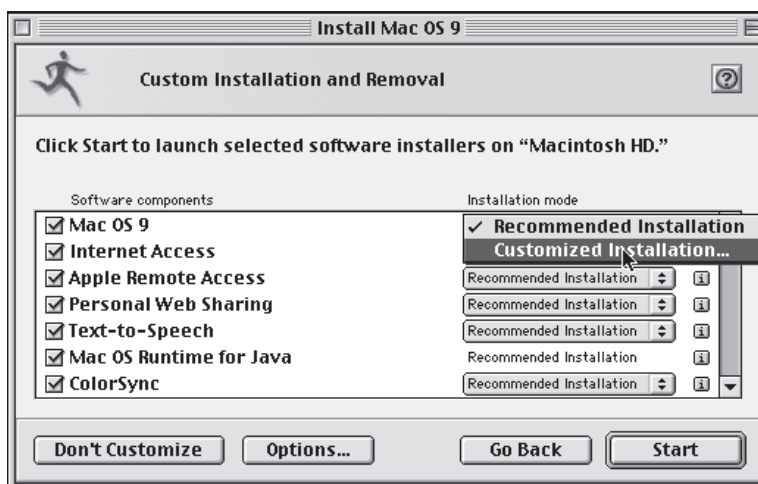 Install Mac OS 9
Custom Installation and Removal
?
Click Start to launch selected software installers on “Macintosh HD.”
Software components Installation mode
Mac OS 9 ✓ Recommended Installation
Internet Access Customized Installation...
Apple Remote Access Recommended Installation i
Personal Web Sharing Recommended Installation i
Text-to-Speech Recommended Installation i
Mac OS Runtime for Java Recommended Installation i
ColorSync Recommended Installation i
Don't Customize Options... Go Back Start